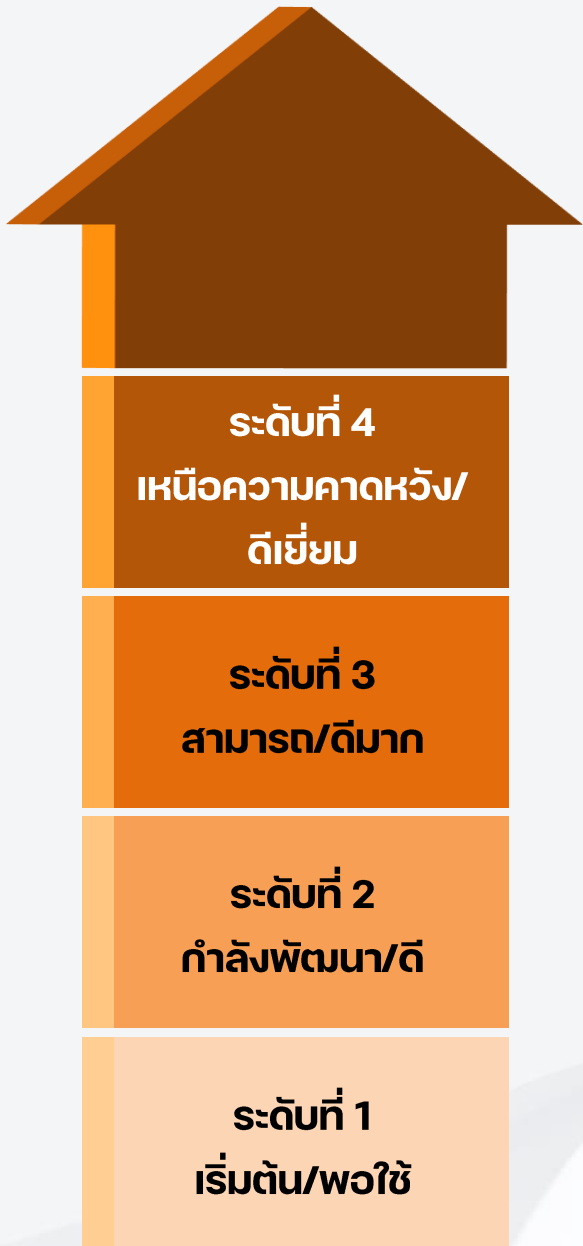 ระดับที่ 4
เหนือความคาดหวัง/
ดีเยี่ยม
ระดับที่ 3
สามารถ/ดีมาก
ระดับที่ 2
กำลังพัฒนา/ดี
ระดับที่ 1
เริ่มต้น/พอใช้